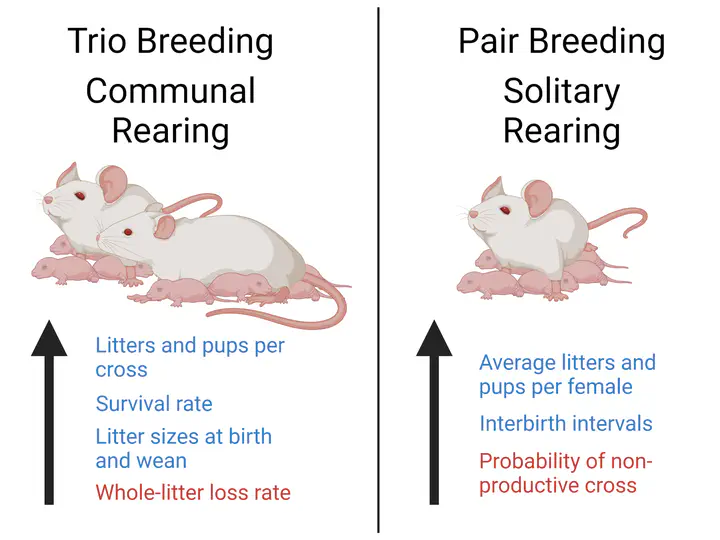 Trio Breeding
Communal
Rearing
Litters and pups per
cross
Survival rate
Litter sizes at birth
and wean
Whole-litter loss rate
Pair Breeding
Solitary
Rearing
Average litters and
pups per female
Interbirth intervals
Probability of non-
productive cross